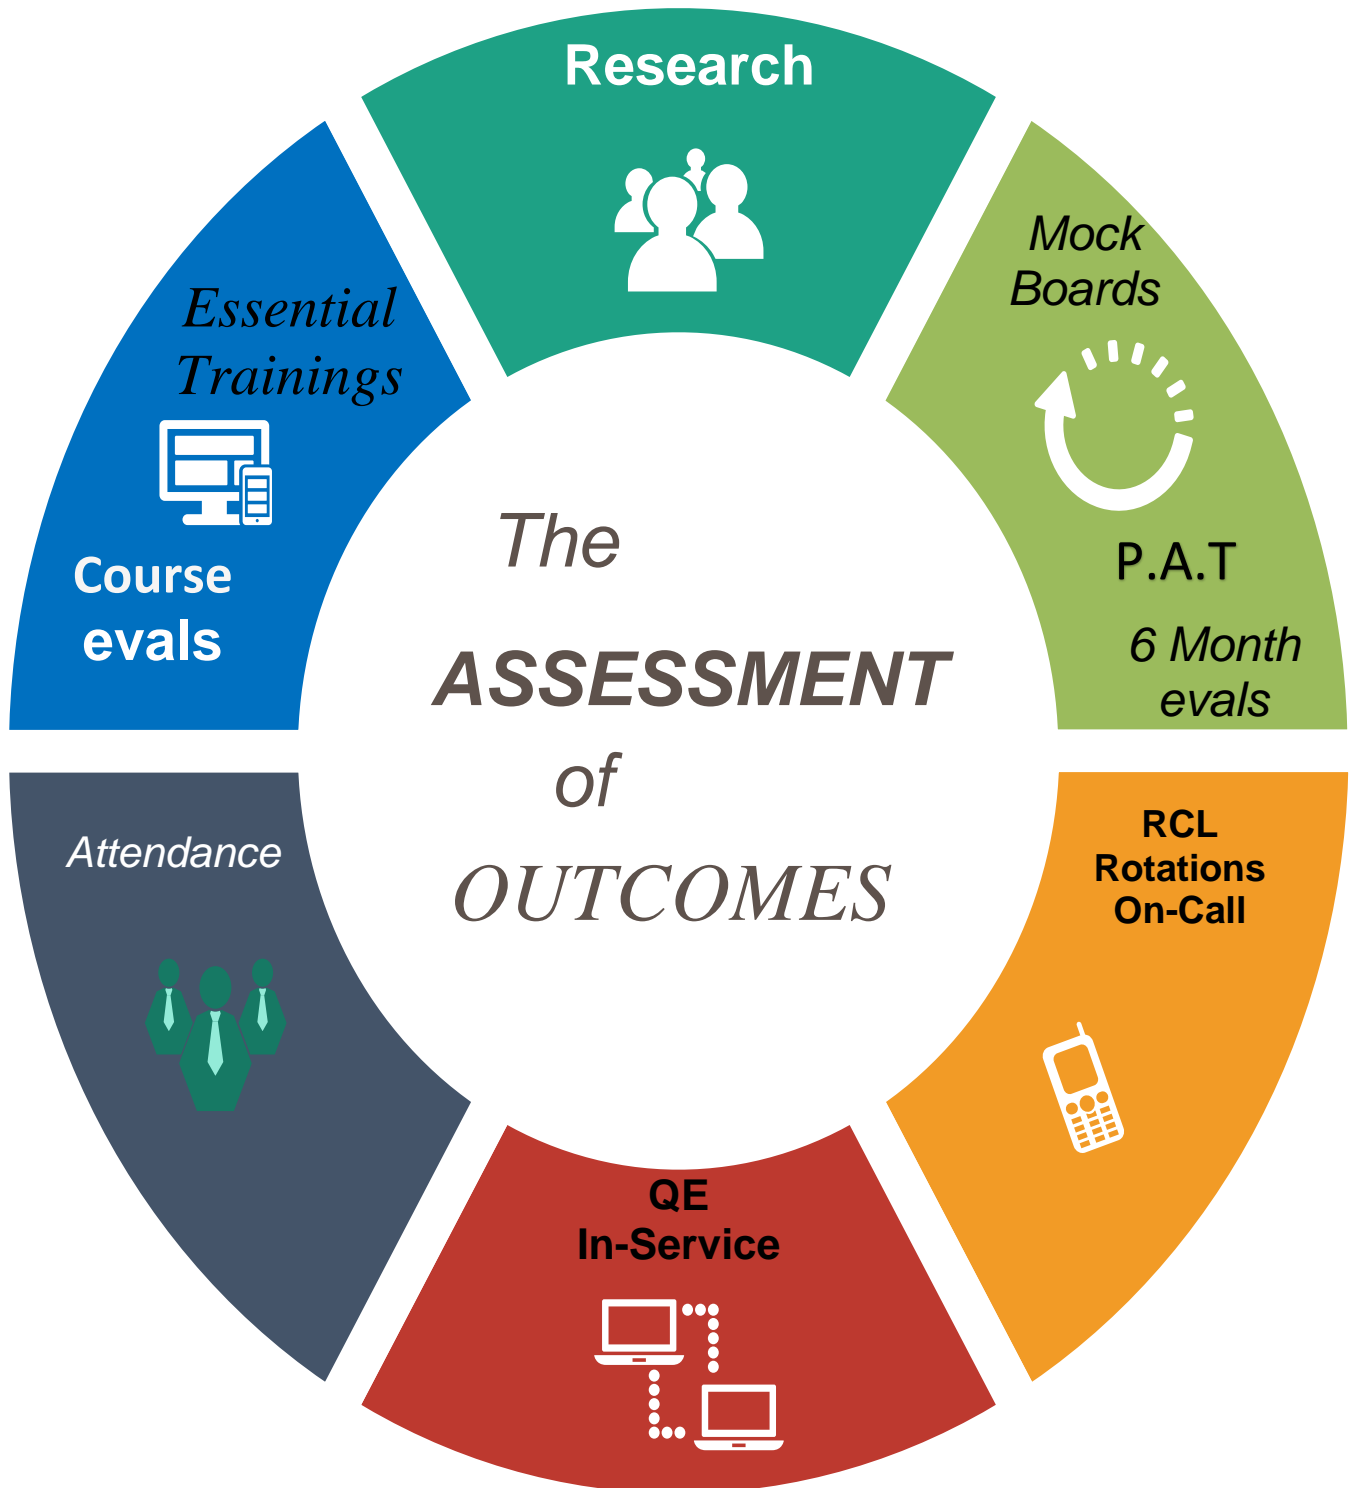 Research
Mock
Boards
P.A.T
6 Month
evals
RCL
Rotations
On-Call
QE
In-Service
Attendance
Essential
Trainings
Course
evals
The
ASSESSMENT
of
OUTCOMES